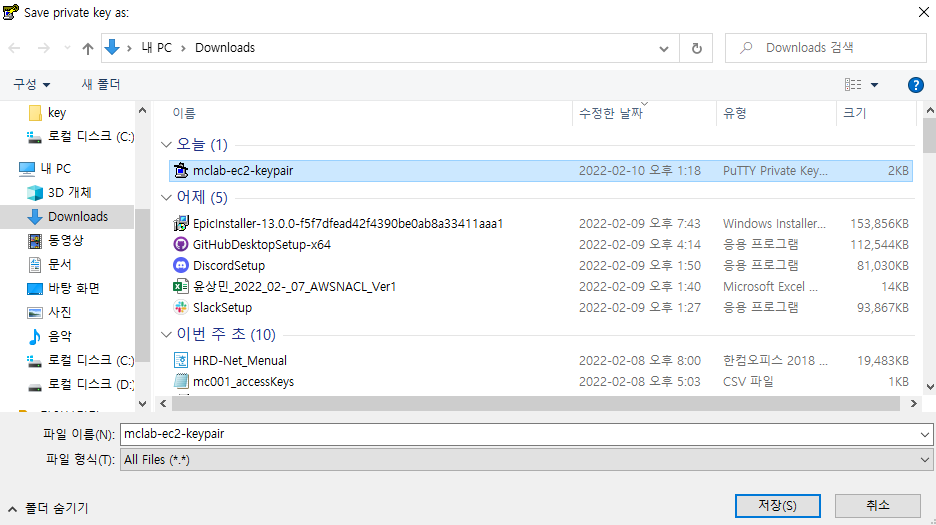 Save private key as:
내 PC > Downloads
Downloads 검색
구성 새 폴더
이름 수정한 날짜 유형 크기
key
로컬 디스크 (C:)
내 PC
3D 개체
Downloads
동영상
문서
바탕 화면
사진
음악
로컬 디스크 (C:)
로컬 디스크 (D:)
오늘 (1)
mclab-ec2-keypair 2022-02-10 오후 1:18 PuTTY Private Key... 2KB
어제 (5)
EpicInstaller-13.0.0-f5f7dfead42f4390be0ab8a33411aaa1 2022-02-09 오후 7:43 Windows Installer... 153,856KB
GitHubDesktopSetup-x64 2022-02-09 오후 4:14 응용 프로그램 112,544KB
DiscordSetup 2022-02-09 오후 1:50 응용 프로그램 81,030KB
윤상민_2022_02-_07_AWSNACL_Ver1 2022-02-09 오후 1:40 Microsoft Excel ... 14KB
SlackSetup 2022-02-09 오후 1:27 응용 프로그램 93,867KB
이번 주 초 (10)
HRD-Net_Menual 2022-02-08 오후 8:00 한컴오피스 2018 ... 19,483KB
mc001_accessKeys 2022-02-08 오후 5:03 CSV 파일 1KB
파일 이름(N): mclab-ec2-keypair
파일 형식(T): All Files (*.*)
폴더 숨기기
저장(S) 취소